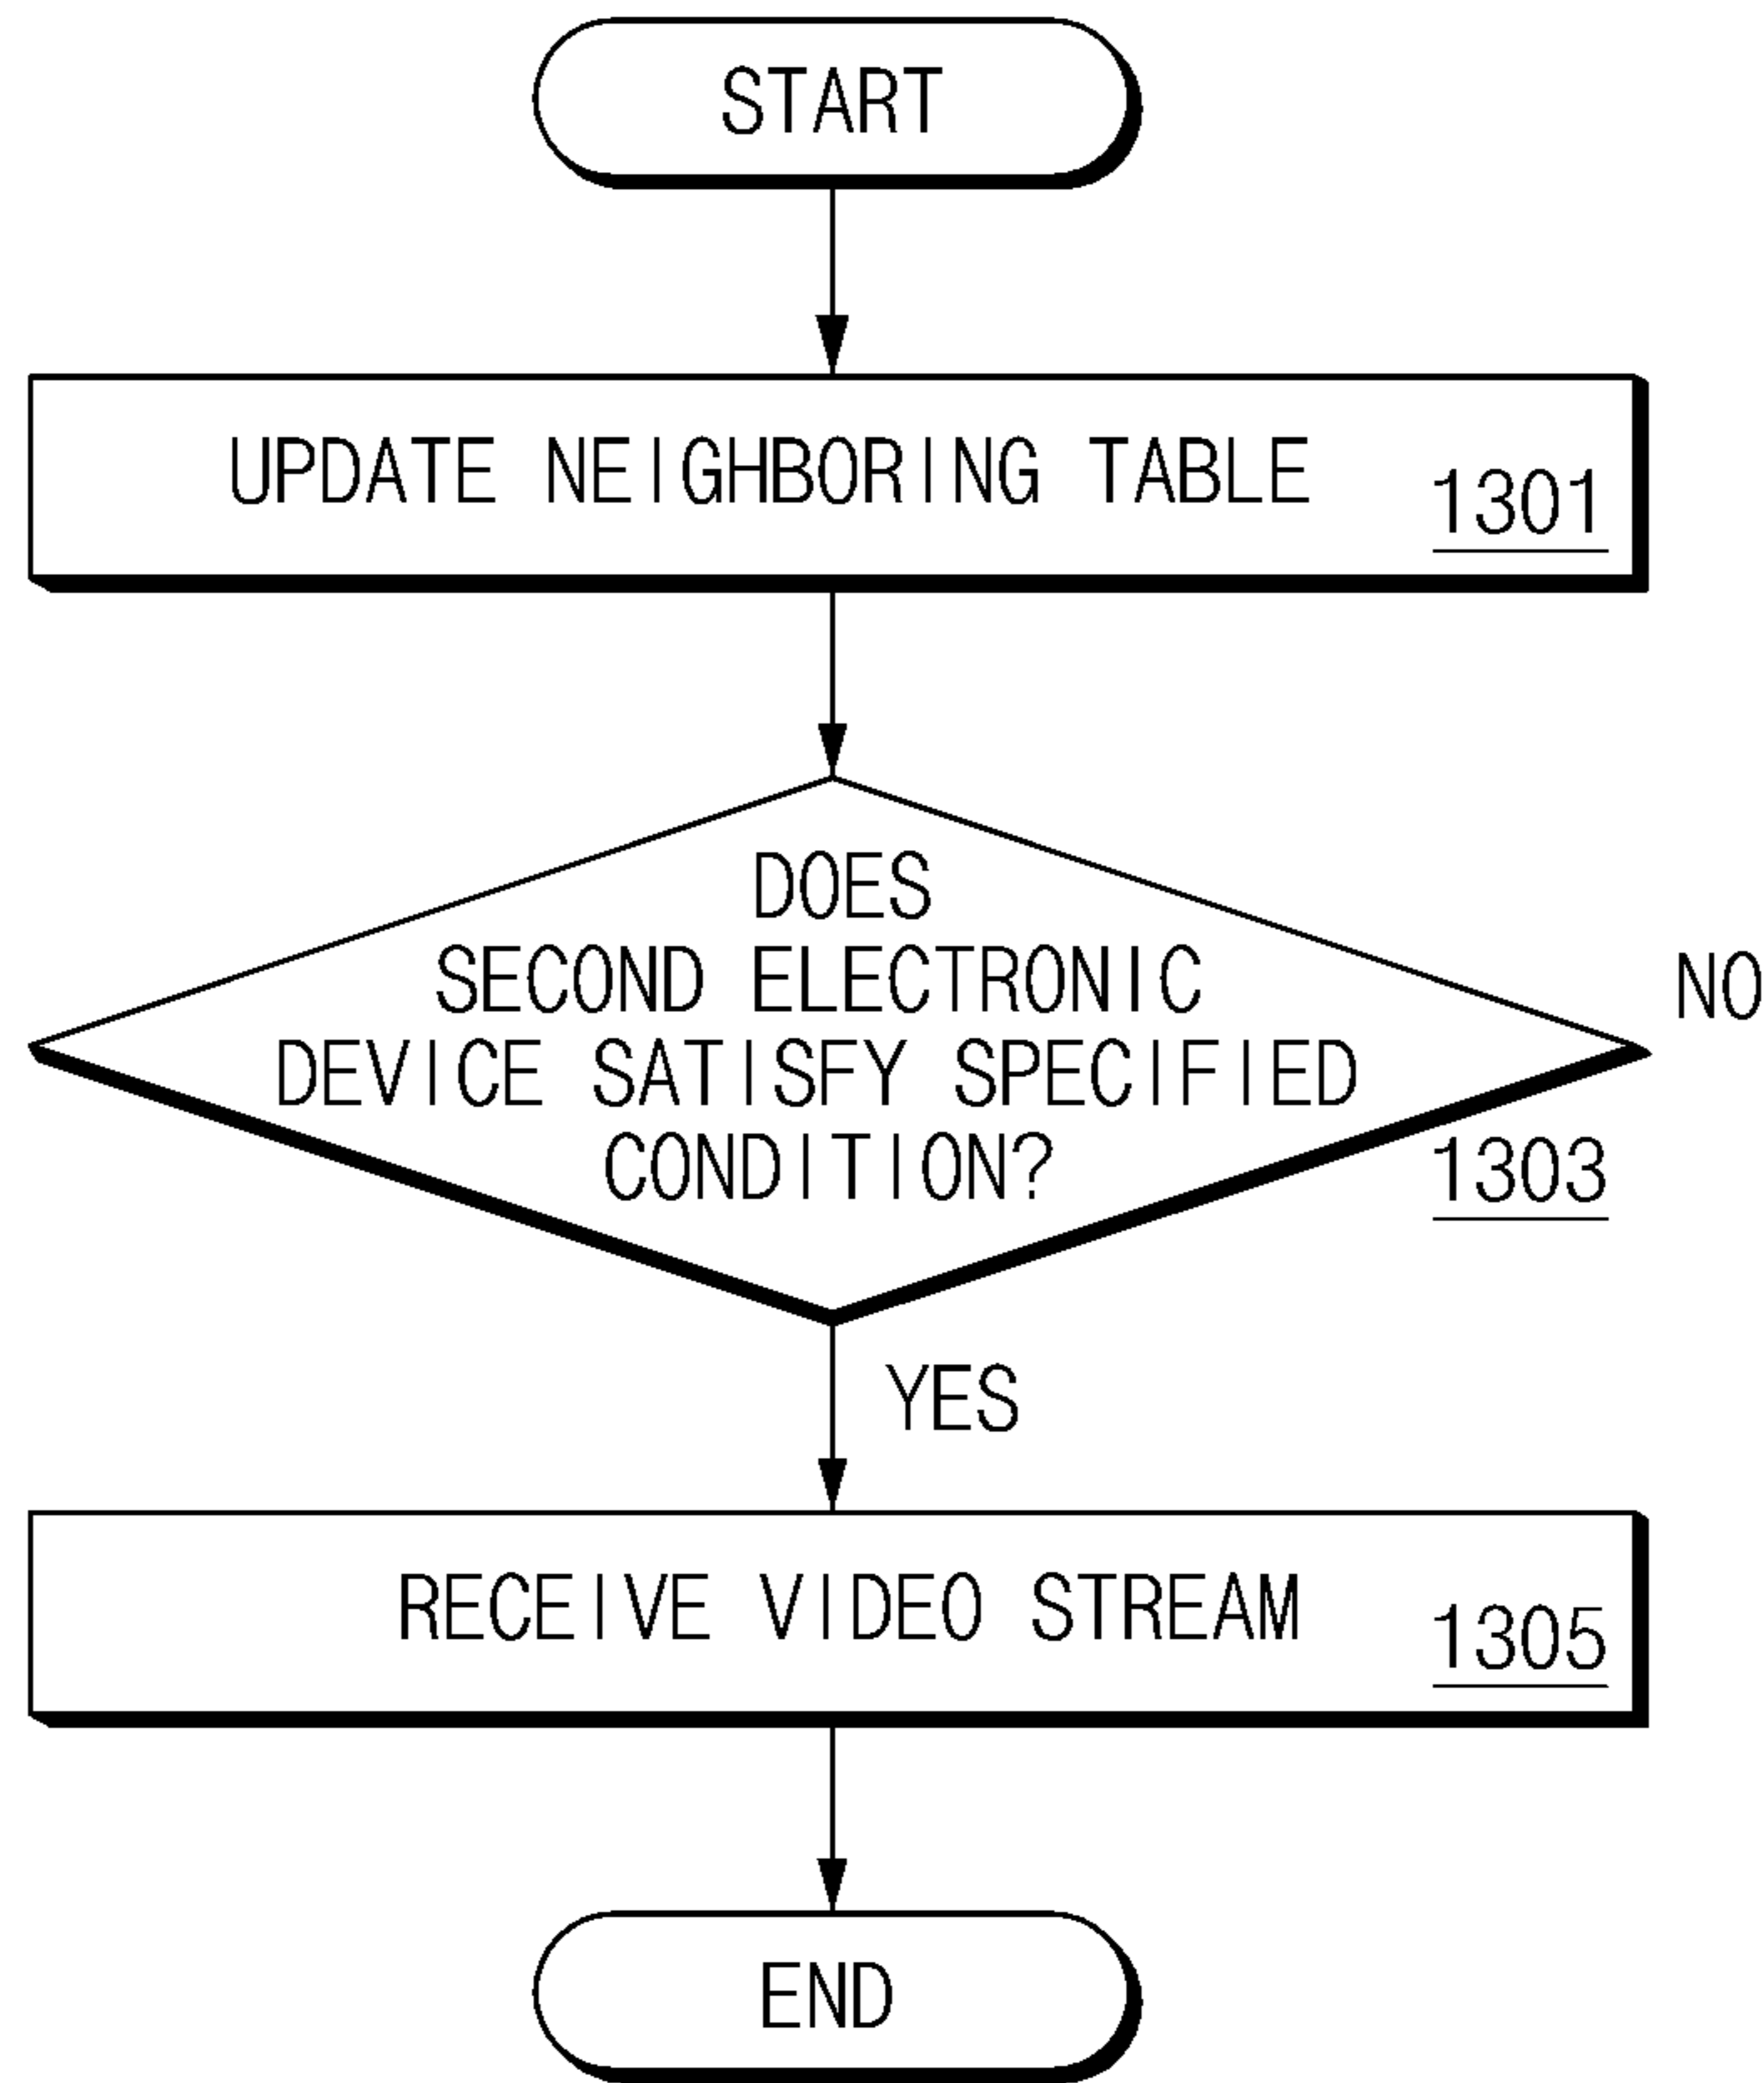 START
UPDATE NEIGHBORING TABLE
1301
DOES
SECOND ELECTRONIC
DEVICE SATISFY SPECIFIED
CONDITION?
NO
1303
YES
RECEIVE VIDEO STREAM
1305
END